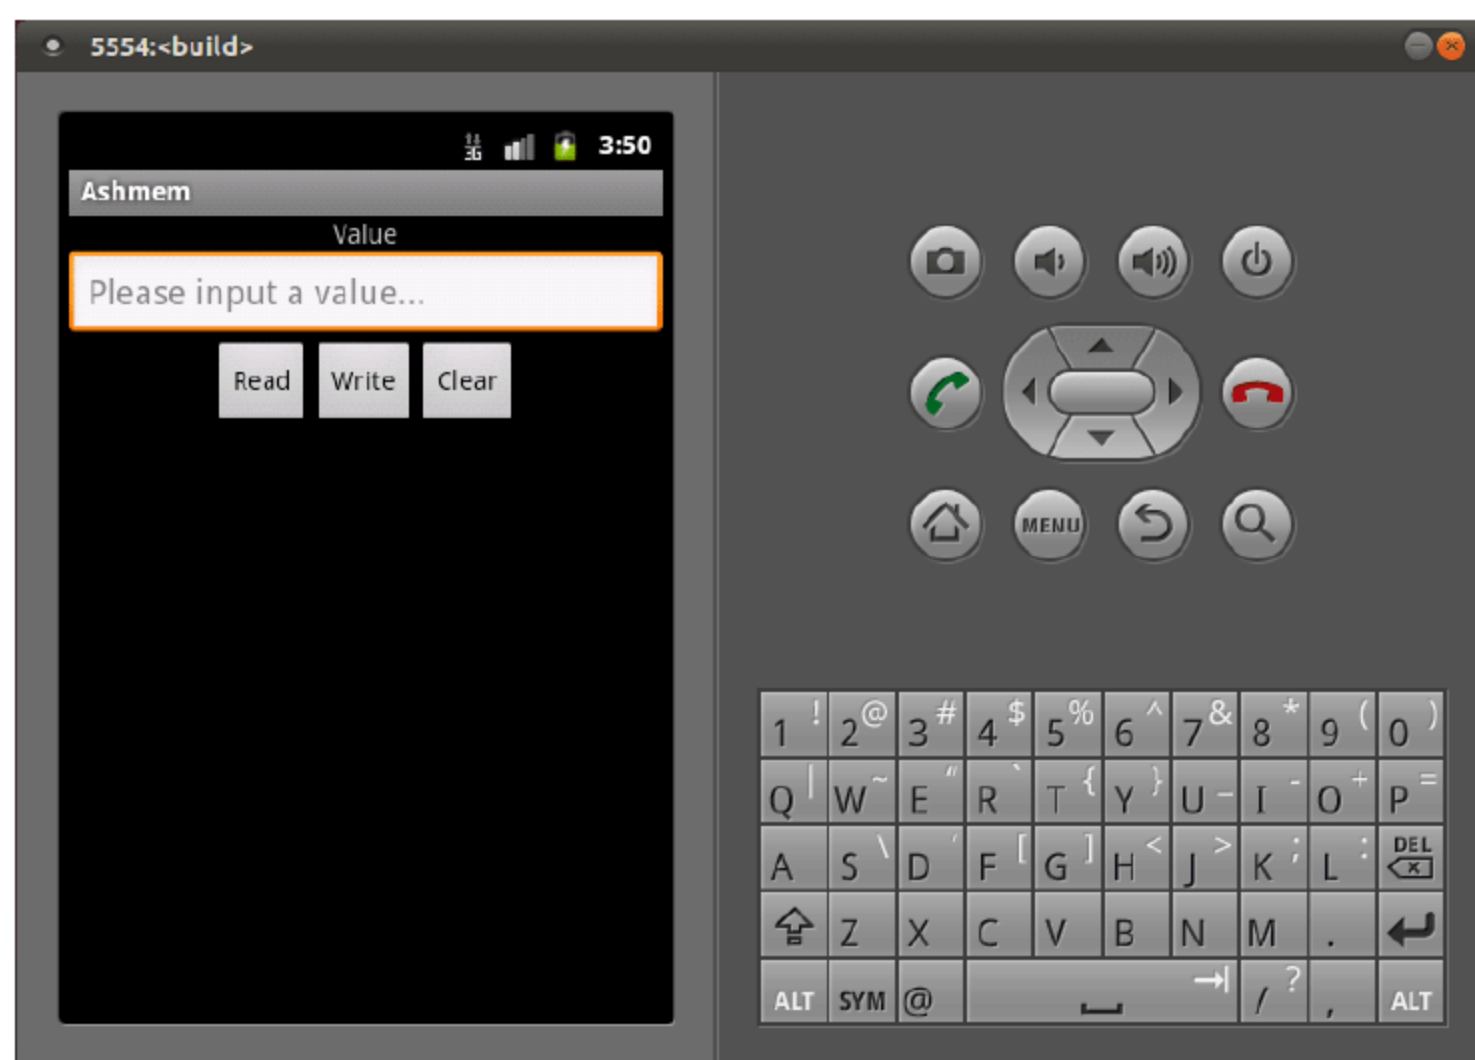 5554:<build>
3G 3:50
Ashmem
Value
Please input a value...
Read Write Clear
MENU
1 ! 2 @ 3 # 4 $ 5 % 6 ^ 7 & 8 * 9 ( 0 )
Q | W ~ E " R ` T { Y } U _ I - O + P =
A S \ D ' F [ G ] H < J > K ; L : DEL
Z X C V B N M .
ALT SYM @ / ? , ALT